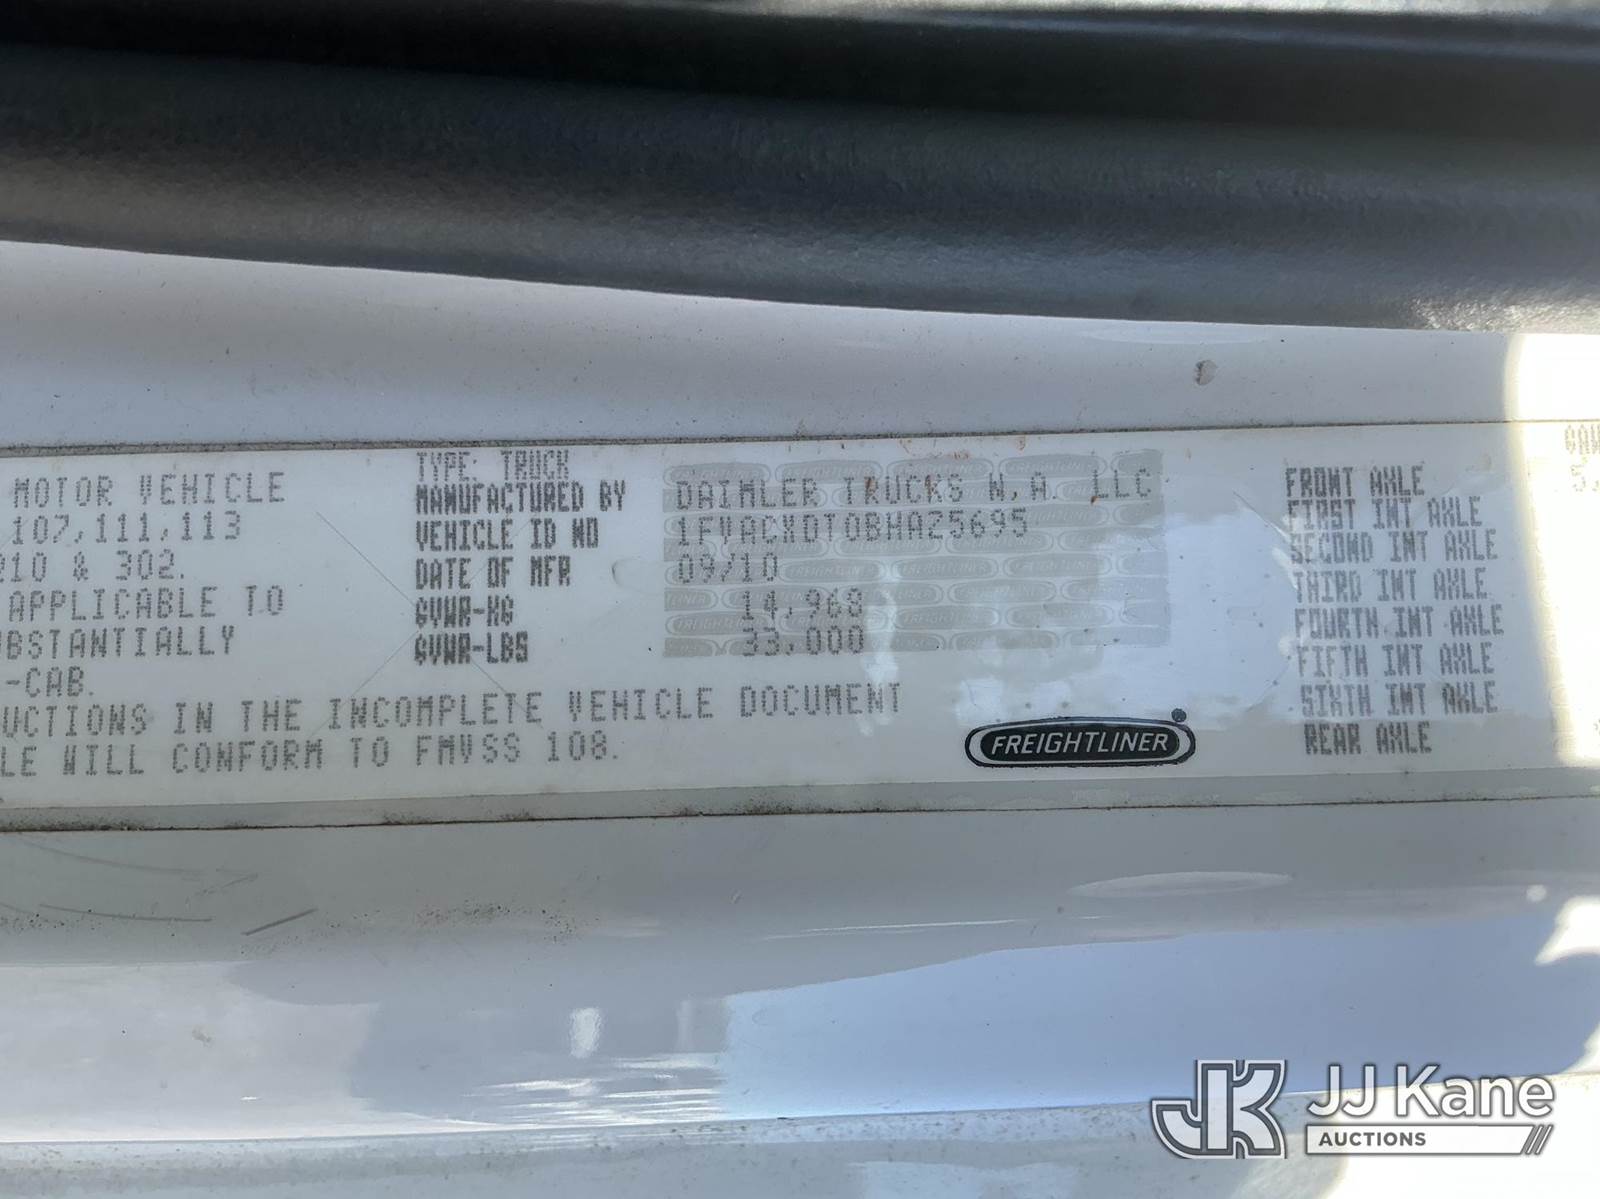 MOTOR VEHICLE
107,111,113
210 & 302.
APPLICABLE TO
UBSTANTIALLY
-CAB.
UCTIONS IN THE INCOMPLETE VEHICLE DOCUMENT
LE WILL CONFORM TO FMVSS 108.
TYPE: TRUCK
MANUFACTURED BY DAIMLER TRUCKS N.A. LLC
VEHICLE ID NO 1FVACXDT0BHAZ5695
DATE OF MFR 09/10
GVWR-KG 14,968
GVWR-LBS 33,000
FREIGHTLINER
FRONT AXLE
FIRST INT AXLE
SECOND INT AXLE
THIRD INT AXLE
FOURTH INT AXLE
FIFTH INT AXLE
SIXTH INT AXLE
REAR AXLE
JK JJ Kane
AUCTIONS